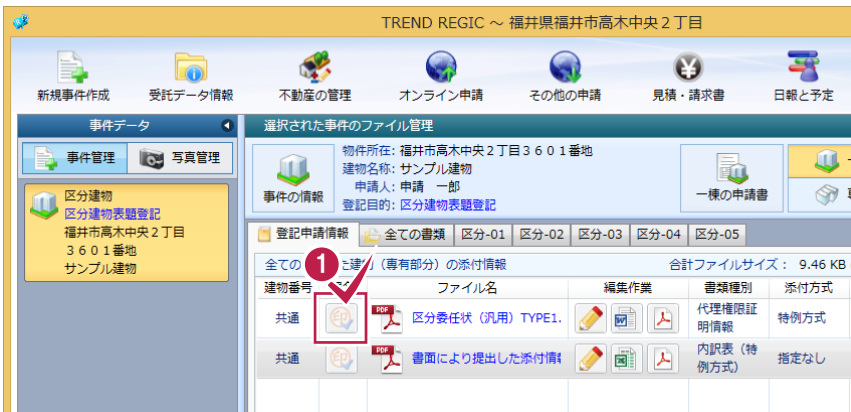 TREND REGIC ～ 福井県福井市高木中央２丁目
新規事件作成
受託データ情報
不動産の管理
オンライン申請
その他の申請
見積・請求書
日報と予定
事件データ
選択された事件のファイル管理
事件管理
写真管理
区分建物
区分建物表題登記
福井市高木中央２丁目
３６０１番地
サンプル建物
事件の情報
物件所在: 福井市高木中央２丁目３６０１番地
建物名称: サンプル建物
申請人: 申請　一郎
登記目的: 区分建物表題登記
一棟の申請書
登記申請情報
全ての書類
区分-01
区分-02
区分-03
区分-04
区分-05
全ての
た建物（専有部分）の添付情報
合計ファイルサイズ： 9.46 KB
1
建物番号
ファイル名
編集作業
書類種別
添付方式
共通
PDF
区分委任状（汎用）TYPE1.
代理権限証
明情報
特例方式
共通
PDF
書面により提出した添付情
内訳表（特
例方式）
指定なし